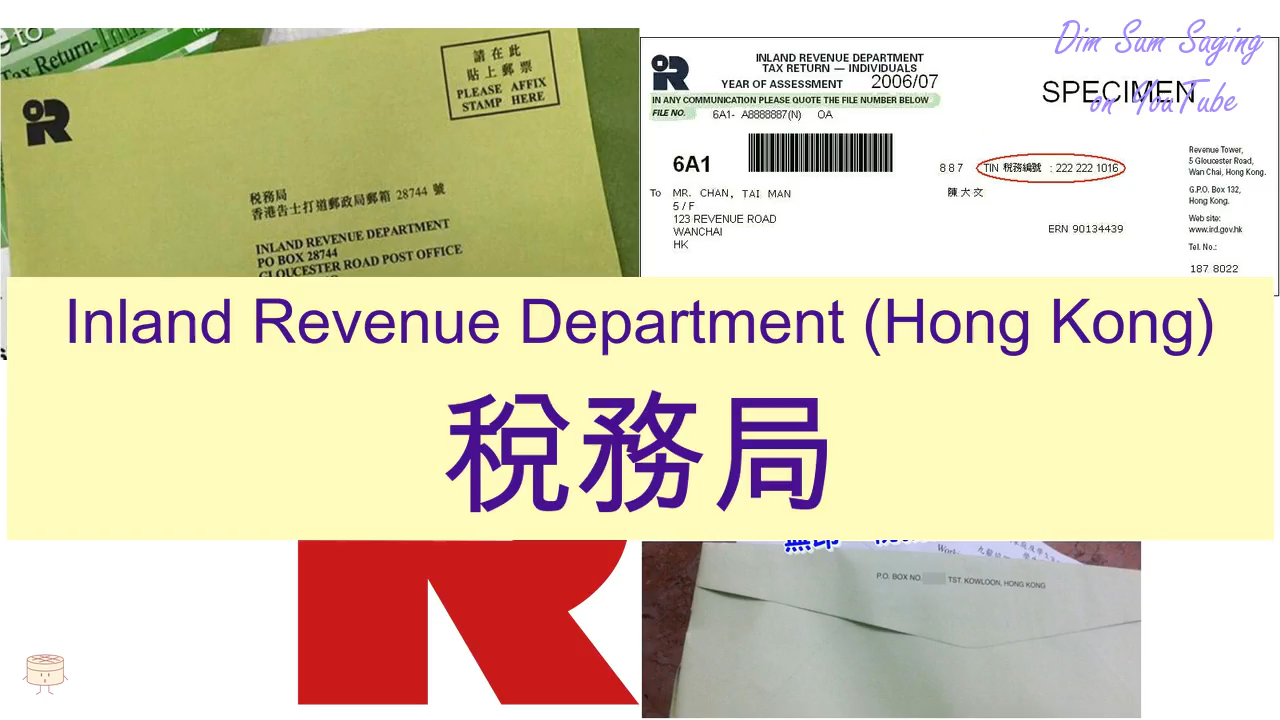 Tax Return-
請在此
貼上郵票
PLEASE AFFIX
STAMP HERE
稅務局
香港告士打道郵政局郵箱 28744 號
INLAND REVENUE DEPARTMENT
PO BOX 28744
GLOUCESTER ROAD POST OFFICE
INLAND REVENUE DEPARTMENT
TAX RETURN — INDIVIDUALS
YEAR OF ASSESSMENT 2006/07
IN ANY COMMUNICATION PLEASE QUOTE THE FILE NUMBER BELOW
FILE NO. 6A1- A8888887(N) OA
SPECIMEN
Dim Sum Saying
on YouTube
6A1
887 TIN 稅務編號 : 222 222 1016
To MR. CHAN, TAI MAN
陳大文
5 / F
123 REVENUE ROAD
WANCHAI
HK
ERN 90134439
Revenue Tower,
5 Gloucester Road,
Wan Chai, Hong Kong.
G.P.O. Box 132,
Hong Kong.
Web site:
www.ird.gov.hk
Tel. No.:
187 8022
Inland Revenue Department (Hong Kong)
稅務局
P.O. BOX NO. TST. KOWLOON, HONG KONG